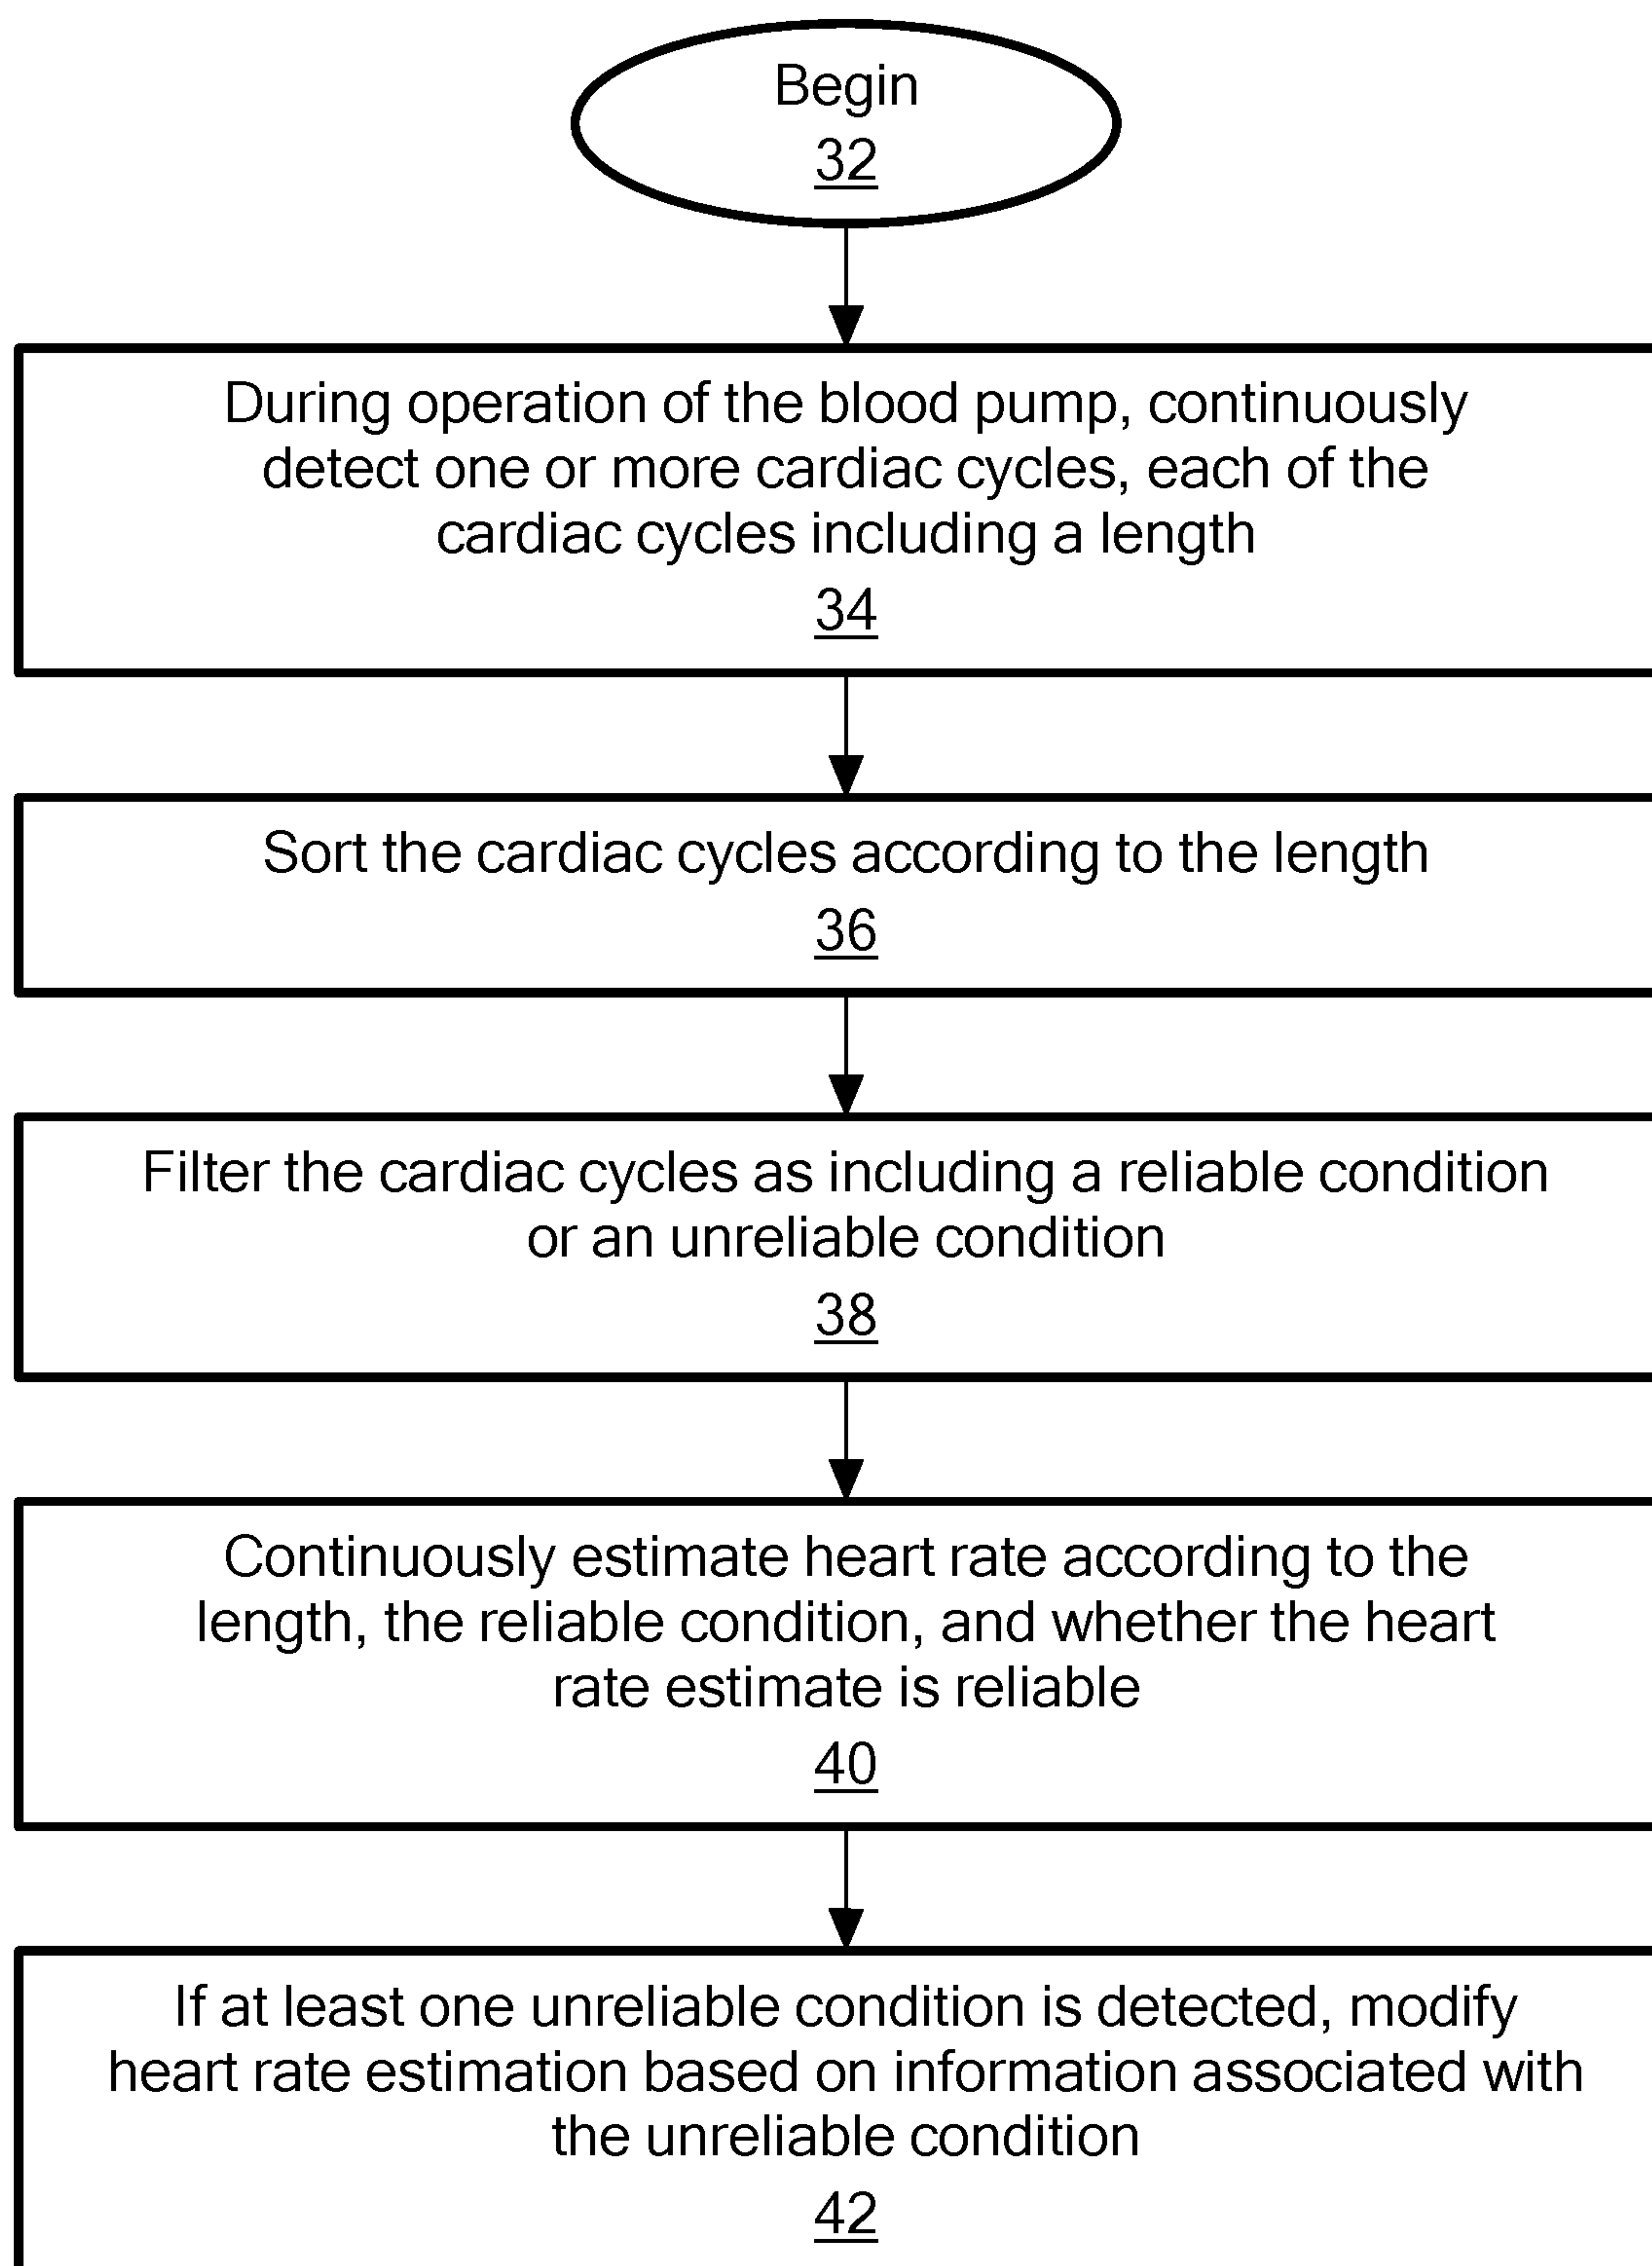 Begin
32
During operation of the blood pump, continuously
detect one or more cardiac cycles, each of the
cardiac cycles including a length
34
Sort the cardiac cycles according to the length
36
Filter the cardiac cycles as including a reliable condition
or an unreliable condition
38
Continuously estimate heart rate according to the
length, the reliable condition, and whether the heart
rate estimate is reliable
40
If at least one unreliable condition is detected, modify
heart rate estimation based on information associated with
the unreliable condition
42